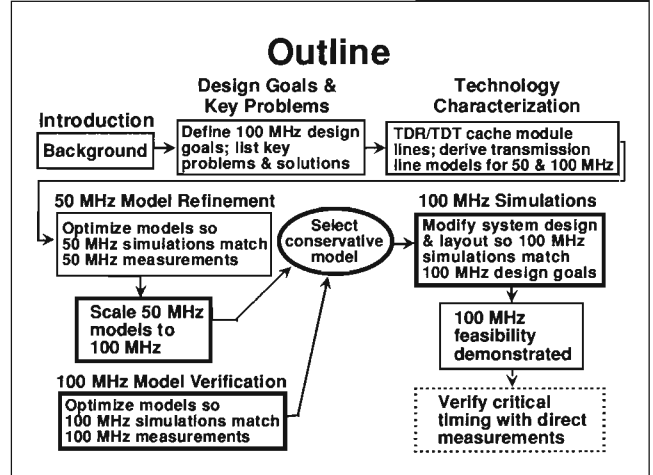 Outline
Introduction
Background
Design Goals &
Key Problems
Define 100 MHz design
goals; list key
problems & solutions
Technology
Characterization
TDR/TDT cache module
lines; derive transmission
line models for 50 & 100 MHz
50 MHz Model Refinement
Optimize models so
50 MHz simulations match
50 MHz measurements
Scale 50 MHz
models to
100 MHz
100 MHz Model Verification
Optimize models so
100 MHz simulations match
100 MHz measurements
Select
conservative
model
100 MHz Simulations
Modify system design
& layout so 100 MHz
simulations match
100 MHz design goals
100 MHz
feasibility
demonstrated
Verify critical
timing with direct
measurements